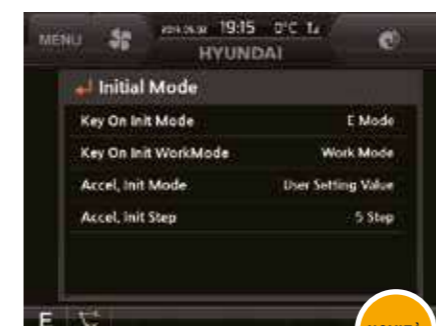 MENU 19:15 0°C
HYUNDAI
Initial Mode
Key On Init Mode E Mode
Key On Init WorkMode Work Mode
Accel, Init Mode User Setting Value
Accel, Init Step 5 Step
E